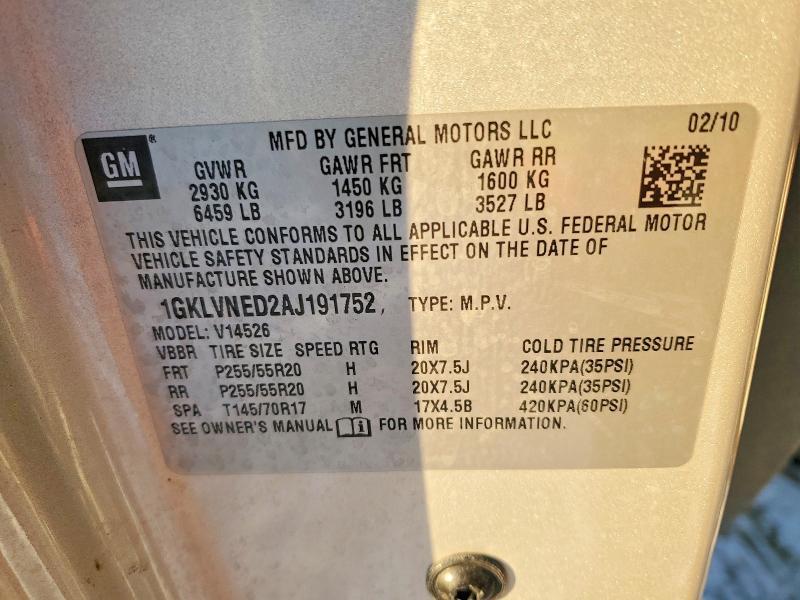 GM® MFD BY GENERAL MOTORS LLC 02/10
GVWR GAWR FRT GAWR RR
2930 KG 1450 KG 1600 KG
6459 LB 3196 LB 3527 LB
THIS VEHICLE CONFORMS TO ALL APPLICABLE U.S. FEDERAL MOTOR
VEHICLE SAFETY STANDARDS IN EFFECT ON THE DATE OF
MANUFACTURE SHOWN ABOVE.
1GKLVNED2AJ191752, TYPE: M.P.V.
MODEL: V14526
VBBR TIRE SIZE SPEED RTG RIM COLD TIRE PRESSURE
FRT P255/55R20 H 20X7.5J 240KPA(35PSI)
RR P255/55R20 H 20X7.5J 240KPA(35PSI)
SPA T145/70R17 M 17X4.5B 420KPA(60PSI)
SEE OWNER'S MANUAL i FOR MORE INFORMATION.